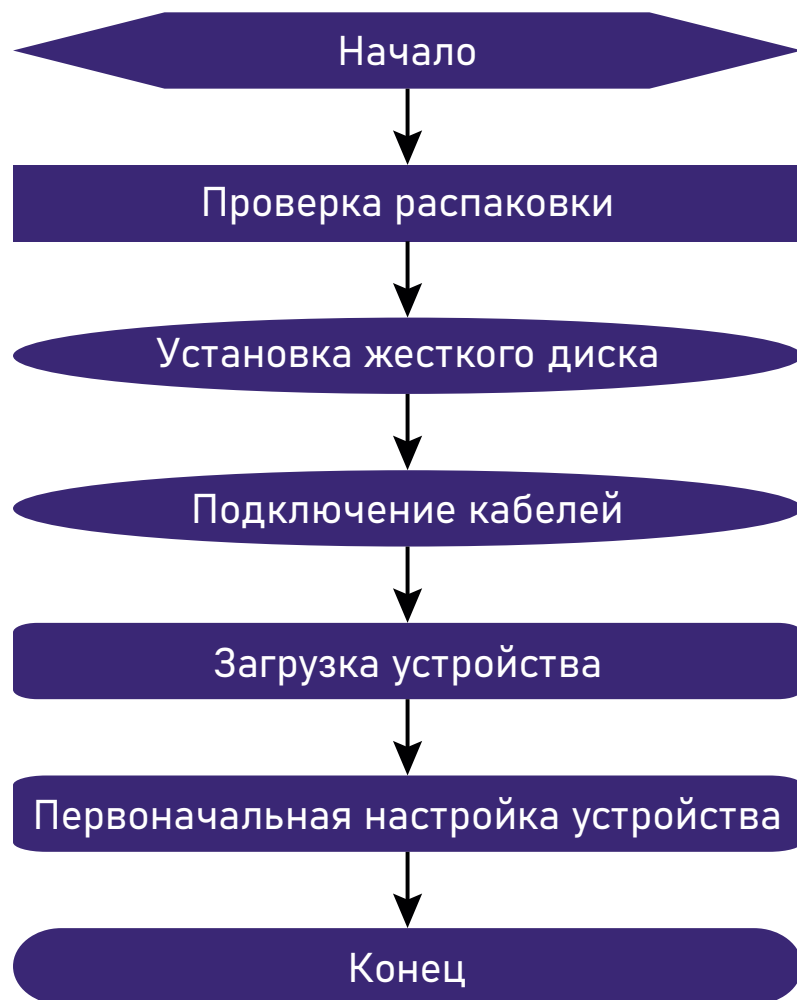 Начало
Проверка распаковки
Установка жесткого диска
Подключение кабелей
Загрузка устройства
Первоначальная настройка устройства
Конец